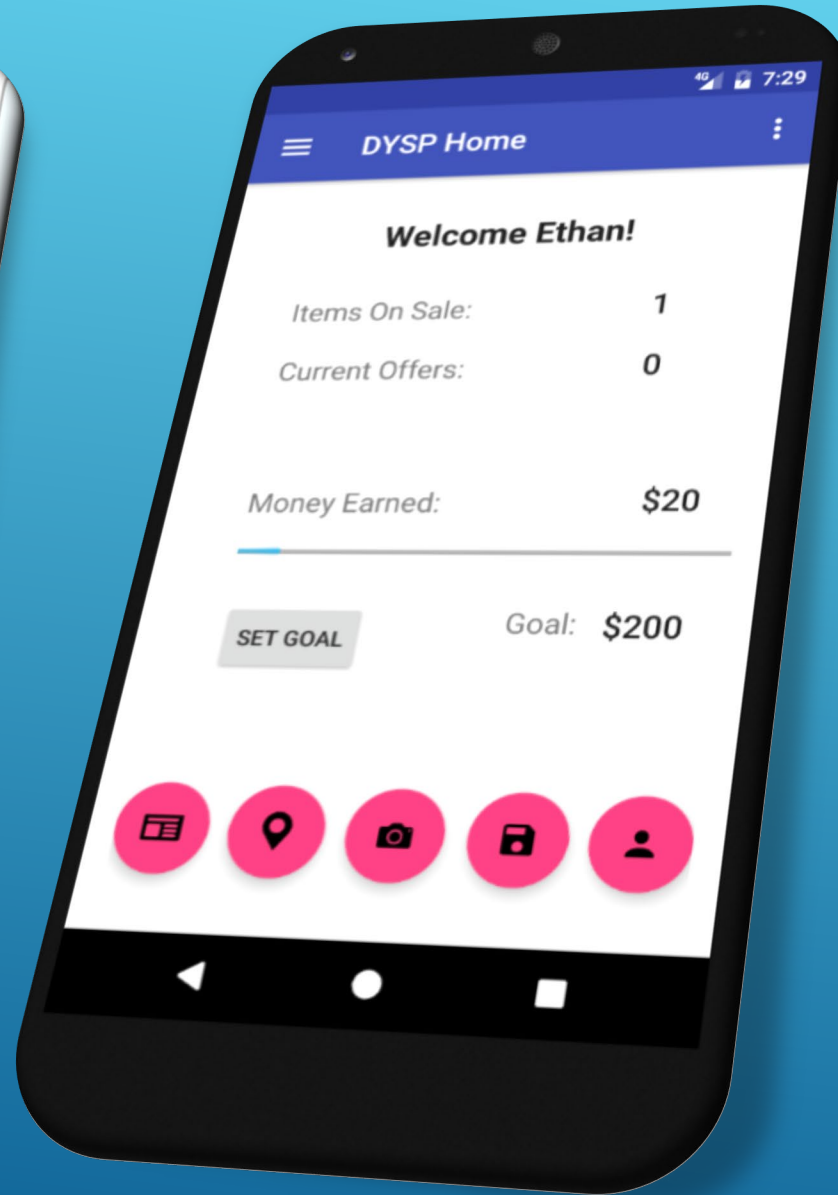 4G 7:29
DYSP Home
Welcome Ethan!
Items On Sale: 1
Current Offers: 0
Money Earned: $20
SET GOAL Goal: $200